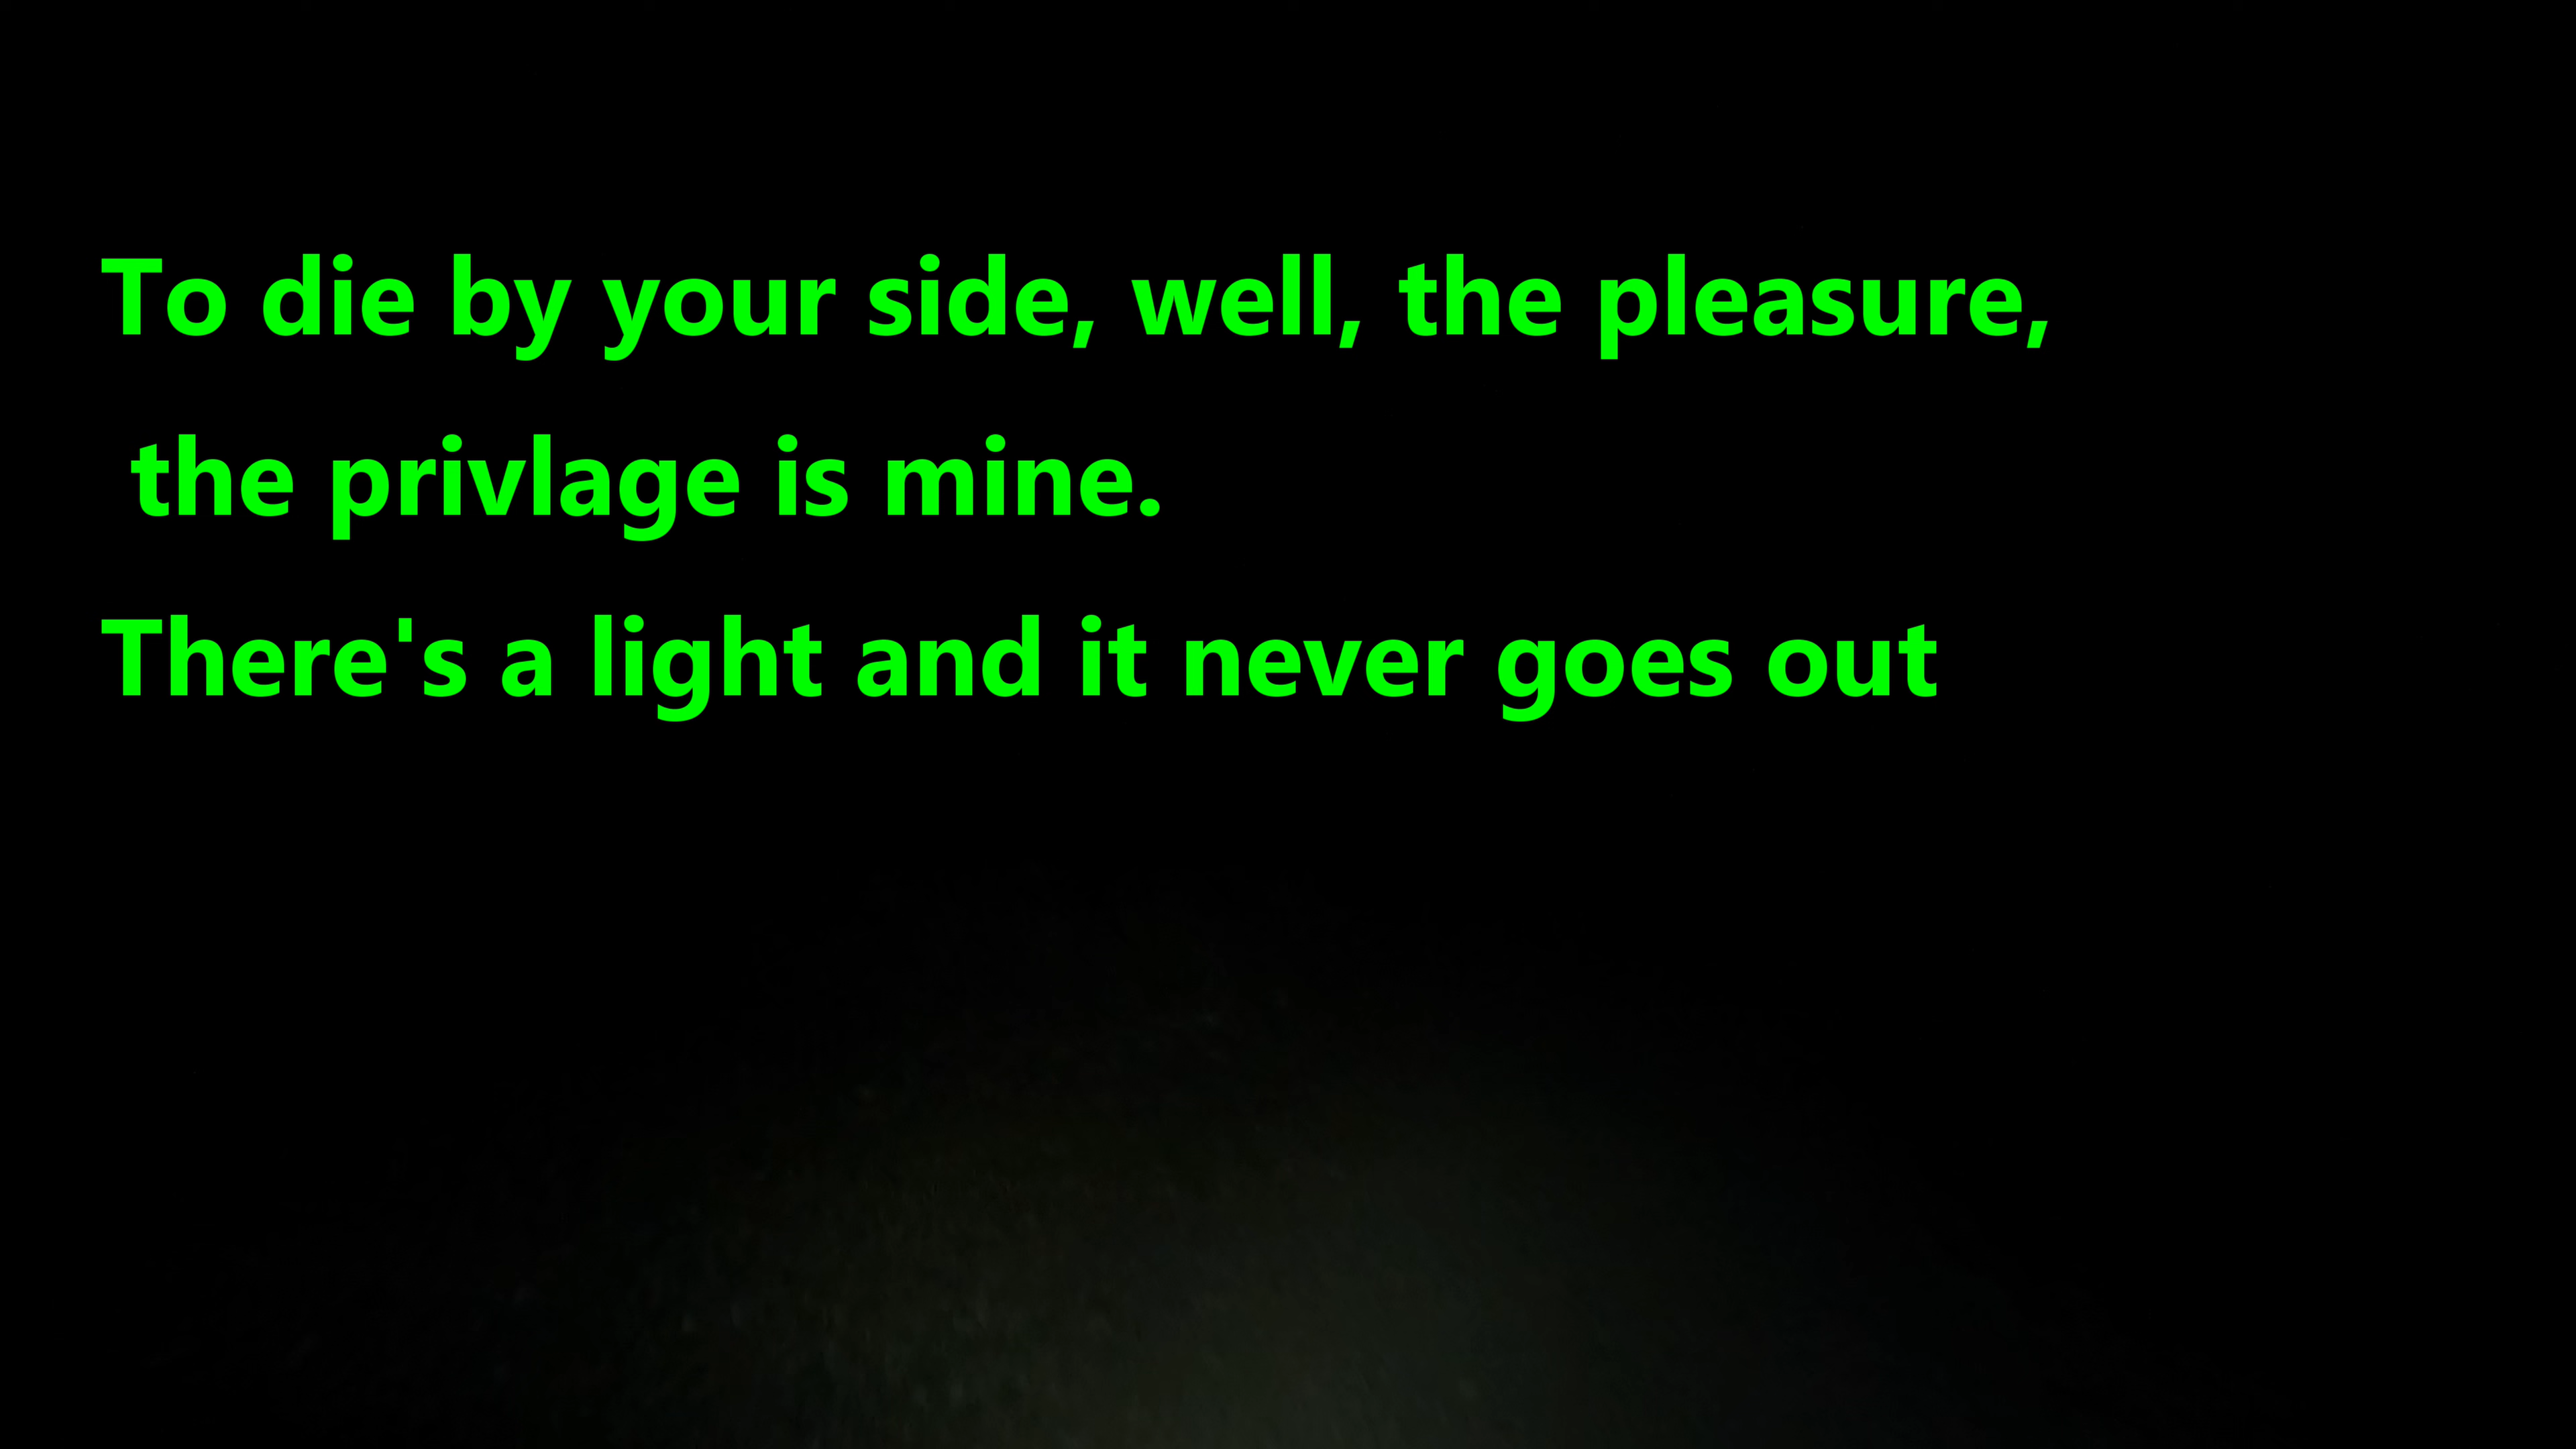 To die by your side, well, the pleasure,
the privlage is mine.
There's a light and it never goes out